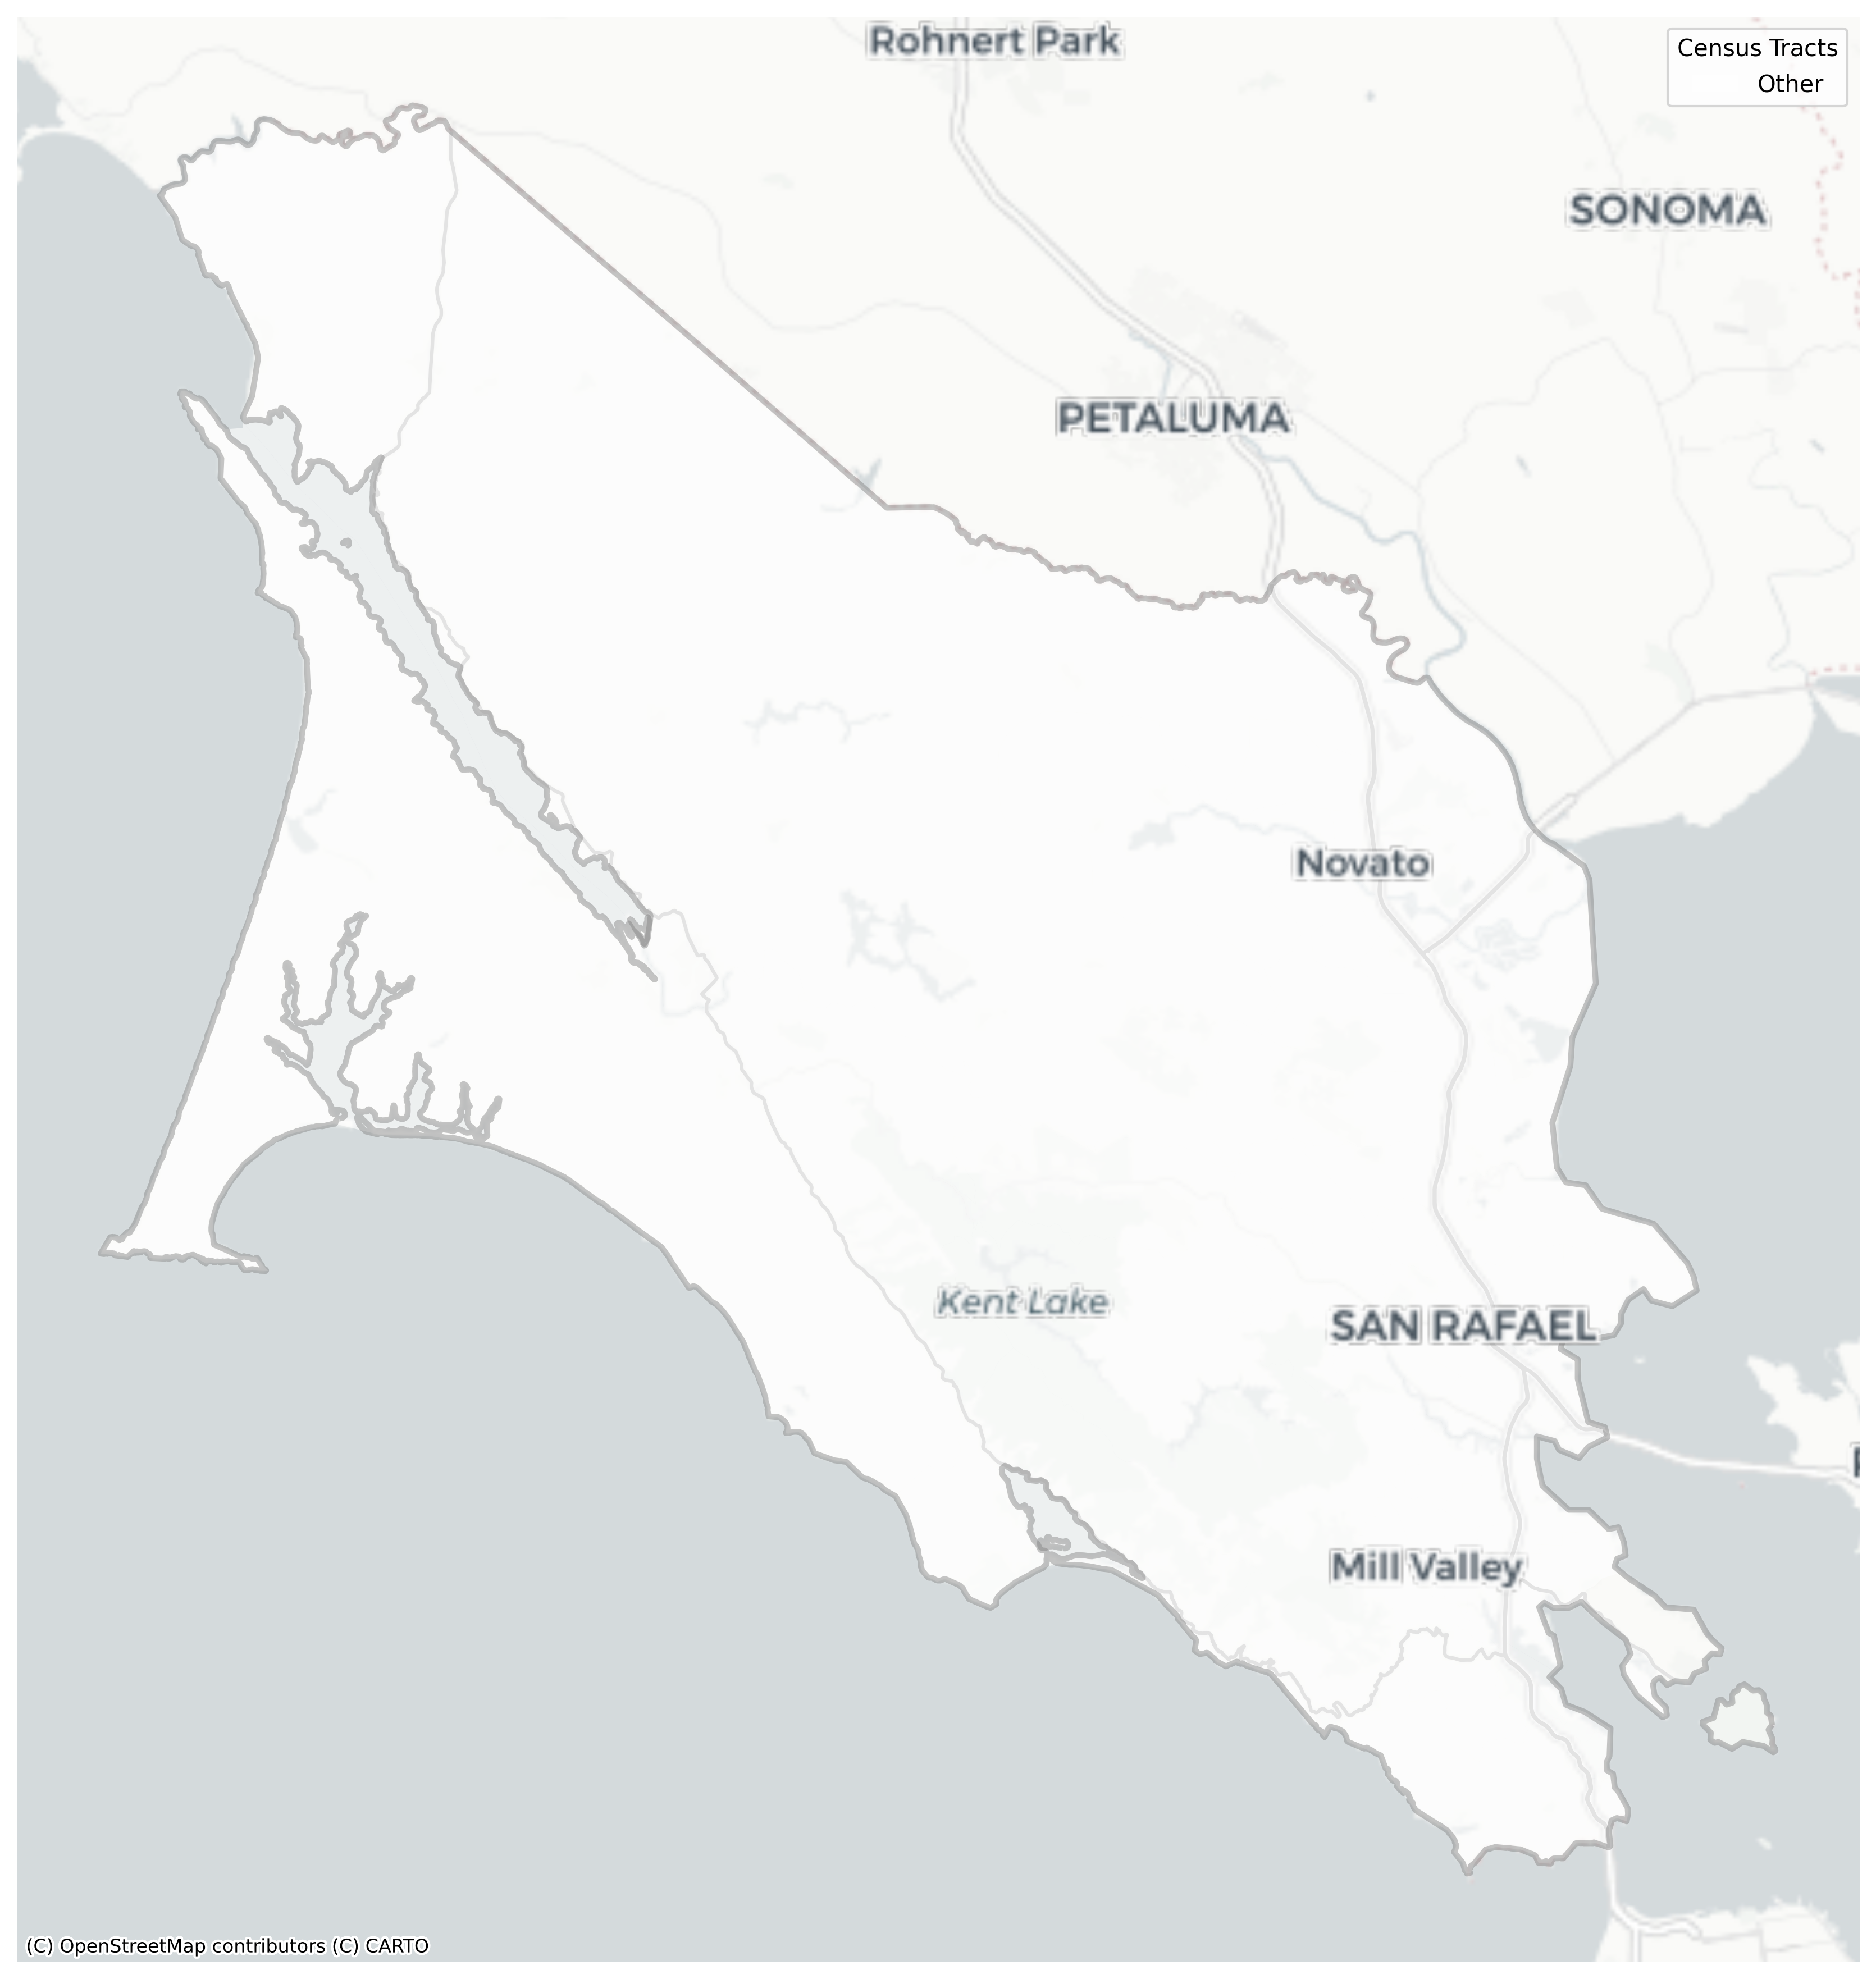 Rohnert Park
Census Tracts
Other
SONOMA
PETALUMA
Novato
Kent Lake
SAN RAFAEL
Mill Valley
(C) OpenStreetMap contributors (C) CARTO